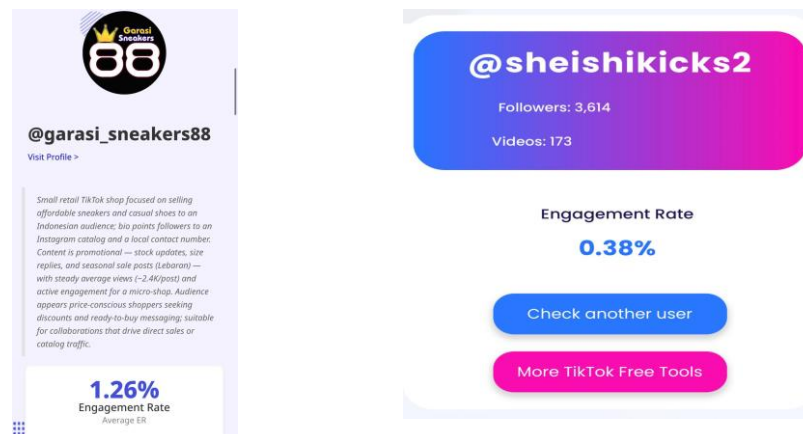 Garasi
Sneakers
88
@garasi_sneakers88
Visit Profile >
Small retail TikTok shop focused on selling
affordable sneakers and casual shoes to an
Indonesian audience; bio points followers to an
Instagram catalog and a local contact number.
Content is promotional — stock updates, size
replies, and seasonal sale posts (Lebaran) —
with steady average views (~2.4K/post) and
active engagement for a micro-shop. Audience
appears price-conscious shoppers seeking
discounts and ready-to-buy messaging; suitable
for collaborations that drive direct sales or
catalog traffic.
1.26%
Engagement Rate
Average ER
@sheishikicks2
Followers: 3,614
Videos: 173
Engagement Rate
0.38%
Check another user
More TikTok Free Tools